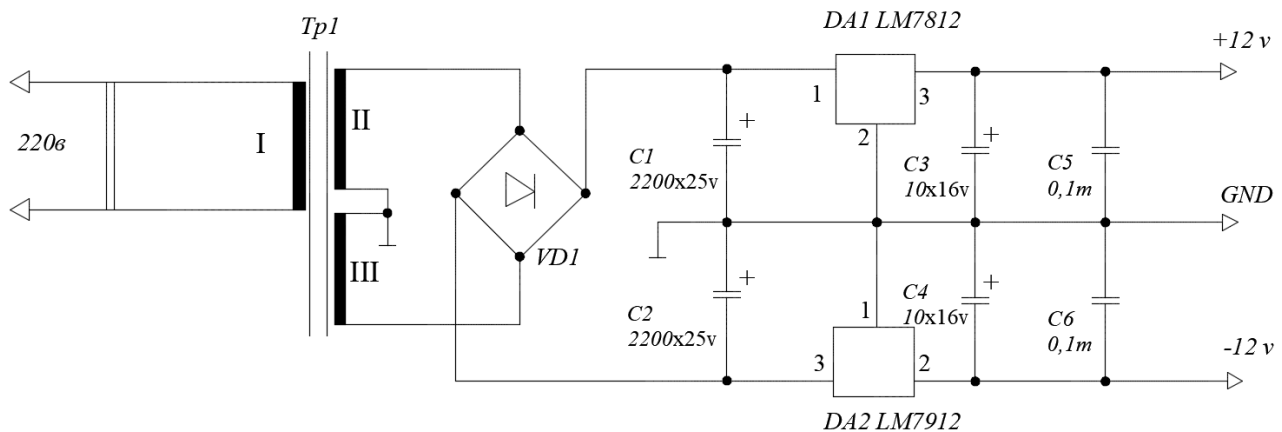 Тр1
DA1 LM7812
+12 v
220в
I
II
III
VD1
1
3
2
+
C1
2200x25v
+
C3
10x16v
C5
0,1m
GND
+
C2
2200x25v
1
+
C4
10x16v
C6
0,1m
3
2
-12 v
DA2 LM7912